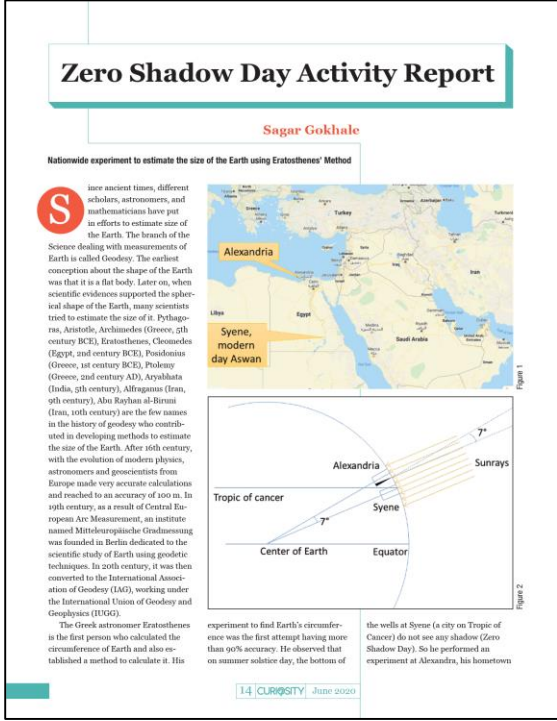 Zero Shadow Day Activity Report
Sagar Gokhale
Nationwide experiment to estimate the size of the Earth using Eratosthenes' Method
Since ancient times, different
scholars, astronomers, and
mathematicians have put
in efforts to estimate size of
the Earth. The branch of the
Science dealing with measurements of
Earth is called Geodesy. The earliest
conception about the shape of the Earth
was that it is a flat body. Later on, when
scientific evidences supported the spher-
ical shape of the Earth, many scientists
tried to estimate the size of it. Pythago-
ras, Aristotle, Archimedes (Greece, 5th
century BCE), Eratosthenes, Cleomedes
(Egypt, 2nd century BCE), Posidonius
(Greece, 1st century BCE), Ptolemy
(Greece, 2nd century AD), Aryabhata
(India, 5th century), Alfraganus (Iran,
9th century), Abu Rayhan al-Biruni
(Iran, 10th century) are the few names
in the history of geodesy who contrib-
uted in developing methods to estimate
the size of the Earth. After 16th century,
with the evolution of modern physics,
astronomers and geoscientists from
Europe made very accurate calculations
and reached to an accuracy of 100 m. In
19th century, as a result of Central Eu-
ropean Arc Measurement, an institute
named Mitteleuropäische Gradmessung
was founded in Berlin dedicated to the
scientific study of Earth using geodetic
techniques. In 20th century, it was then
converted to the International Associ-
ation of Geodesy (IAG), working under
the International Union of Geodesy and
Geophysics (IUGG).
The Greek astronomer Eratosthenes
is the first person who calculated the
circumference of Earth and also es-
tablished a method to calculate it. His
Turkey
Alexandria
Iran
Libya
Egypt
Syene,
modern
day Aswan
Saudi Arabia
Figure 1
7°
Alexandria
Sunrays
Tropic of cancer
Syene
7°
Center of Earth
Equator
Figure 2
experiment to find Earth's circumfer-
ence was the first attempt having more
than 90% accuracy. He observed that
on summer solstice day, the bottom of
the wells at Syene (a city on Tropic of
Cancer) do not see any shadow (Zero
Shadow Day). So he performed an
experiment at Alexandria, his hometown
14 CURIOSITY June 2020